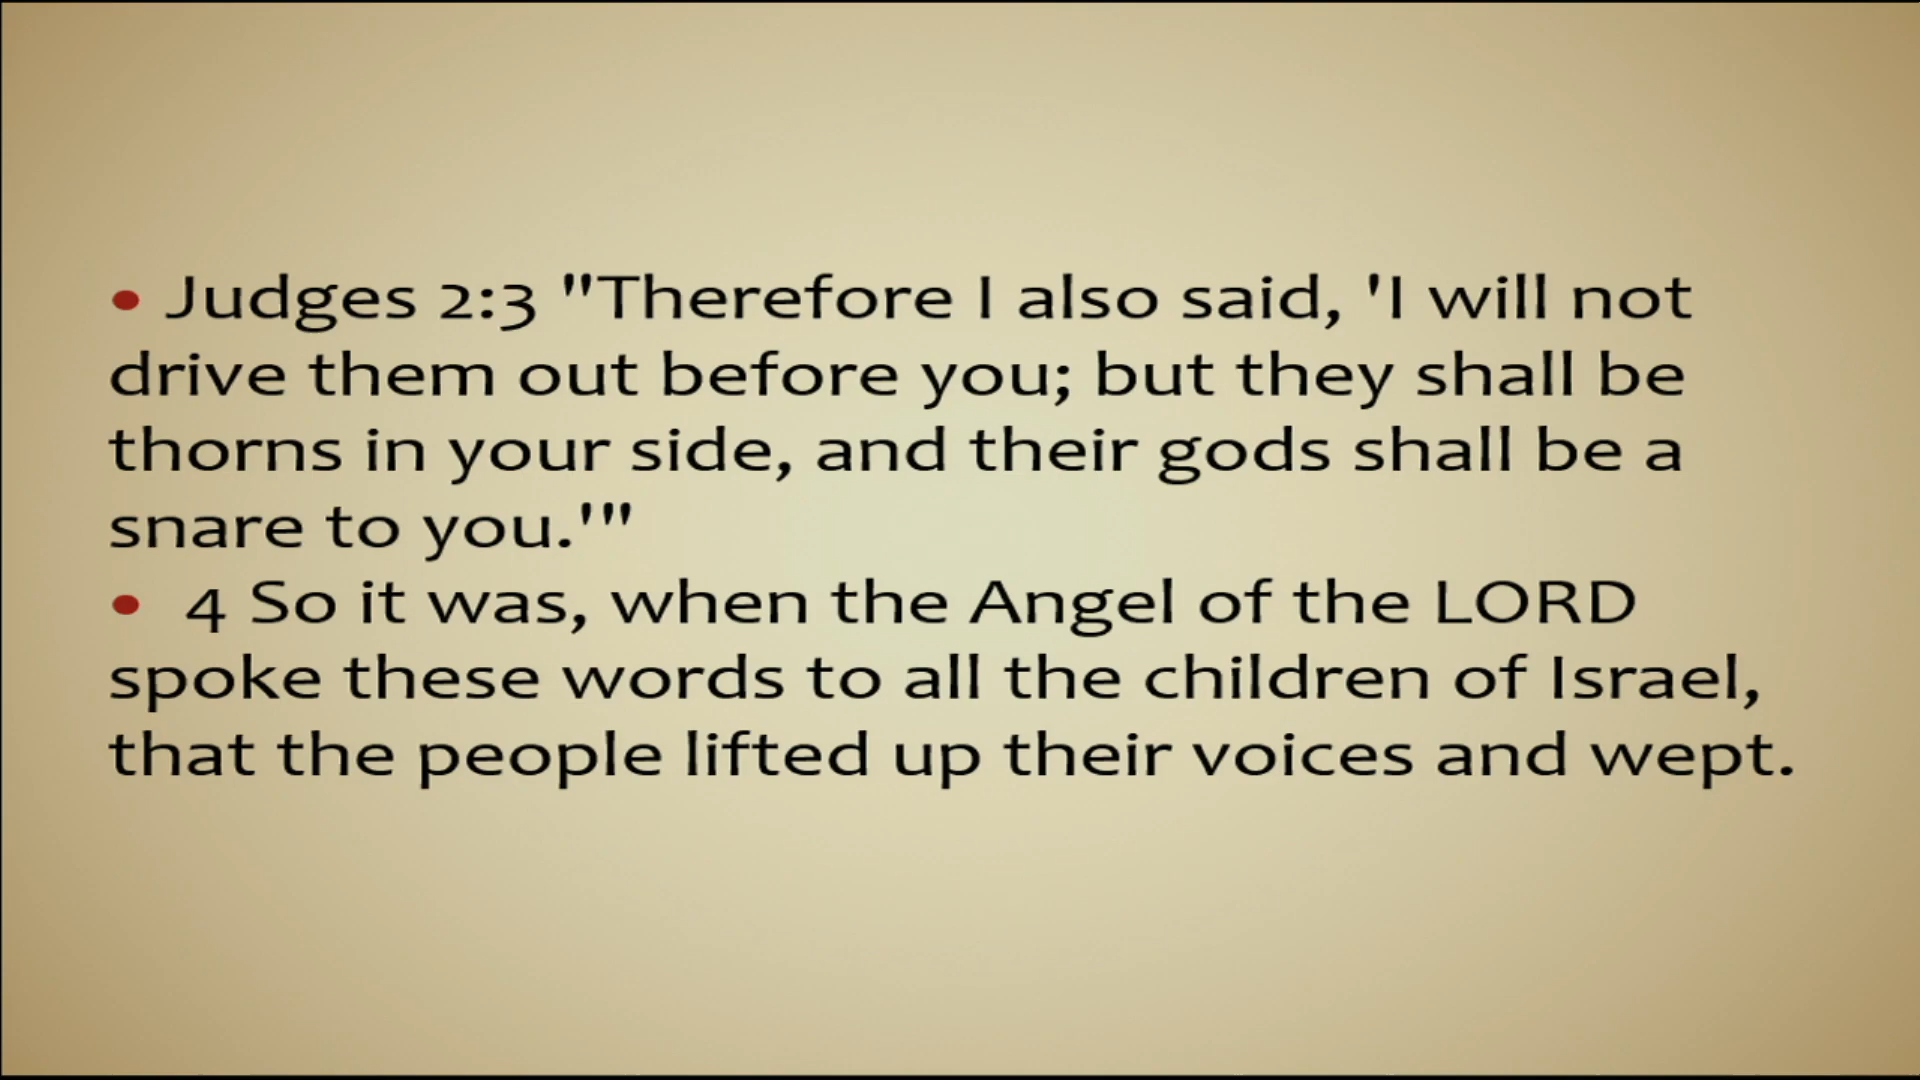 • Judges 2:3 "Therefore I also said, 'I will not
drive them out before you; but they shall be
thorns in your side, and their gods shall be a
snare to you.'"
• 4 So it was, when the Angel of the LORD
spoke these words to all the children of Israel,
that the people lifted up their voices and wept.